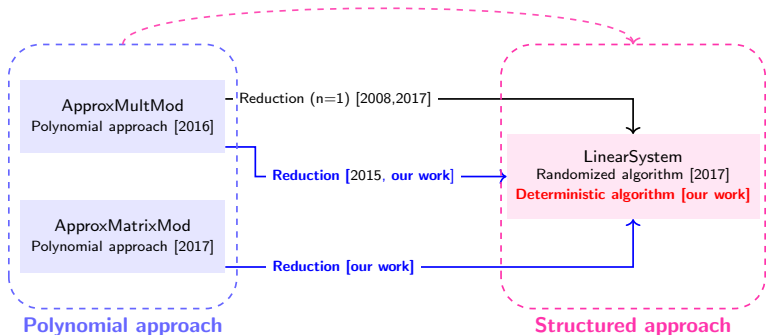 ApproxMultMod
Polynomial approach [2016]
Reduction (n=1) [2008,2017]
Reduction [2015, our work]
LinearSystem
Randomized algorithm [2017]
Deterministic algorithm [our work]
ApproxMatrixMod
Polynomial approach [2017]
Reduction [our work]
Polynomial approach
Structured approach